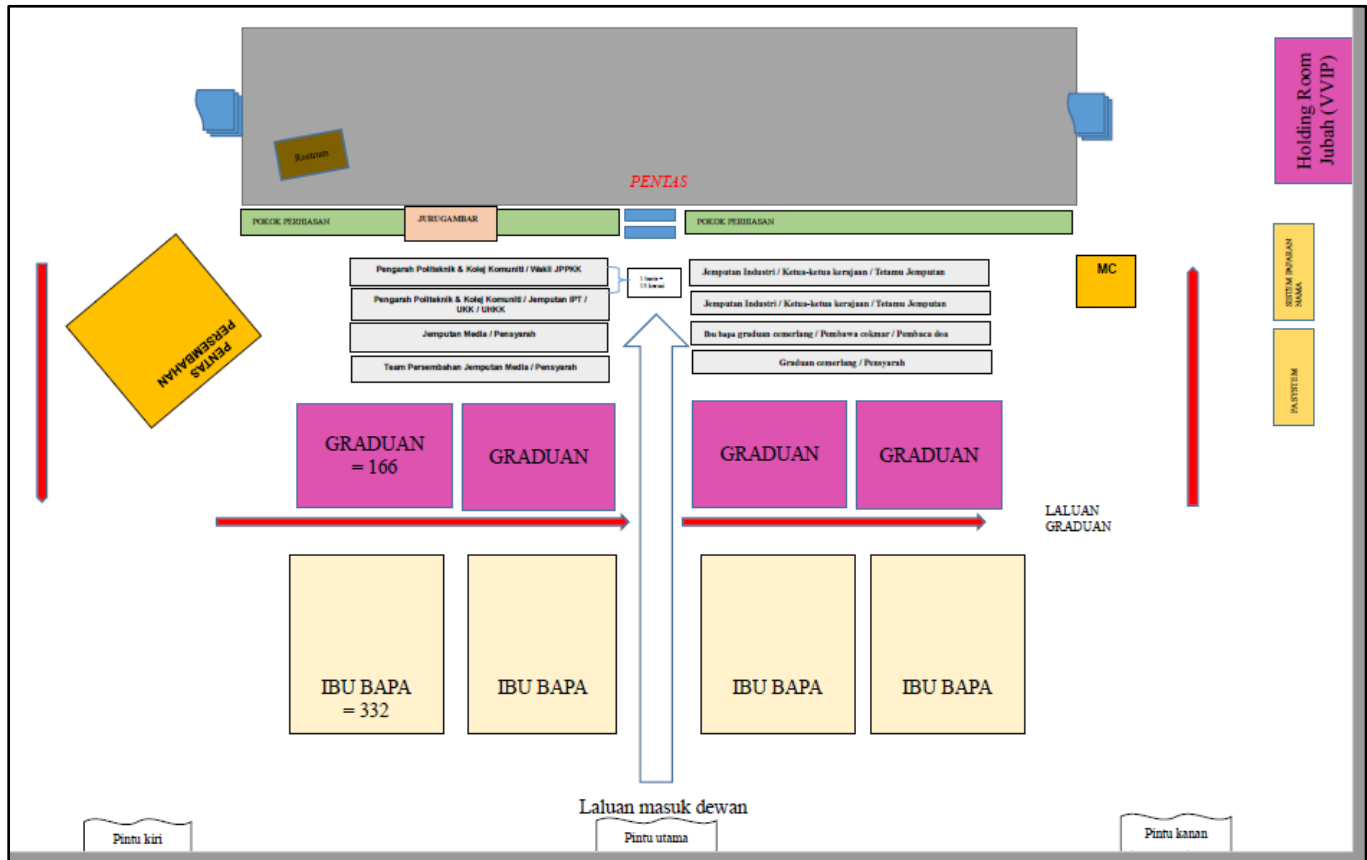 Holding Room
Jubah (VVIP)
Rostrum
PENTAS
POKOK PERHIASAN
JURUGAMBAR
POKOK PERHIASAN
SISTEM PAPARAN
NAMA
PA SYSTEM
MC
PENTAS
PERSEMBAHAN
Pengarah Politeknik & Kolej Komuniti / Wakil JPPKK
Pengarah Politeknik & Kolej Komuniti / Jemputan IPT /
UKK / URKK
Jemputan Media / Pensyarah
Team Persembahan Jemputan Media / Pensyarah
Jemputan Industri / Ketua-ketua kerajaan / Tetamu Jemputan
Jemputan Industri / Ketua-ketua kerajaan / Tetamu Jemputan
Ibu bapa graduan cemerlang / Pembawa cokmar / Pembaca doa
Graduan cemerlang / Pensyarah
GRADUAN
= 166
GRADUAN
GRADUAN
GRADUAN
LALUAN
GRADUAN
IBU BAPA
= 332
IBU BAPA
IBU BAPA
IBU BAPA
Laluan masuk dewan
Pintu kiri
Pintu utama
Pintu kanan